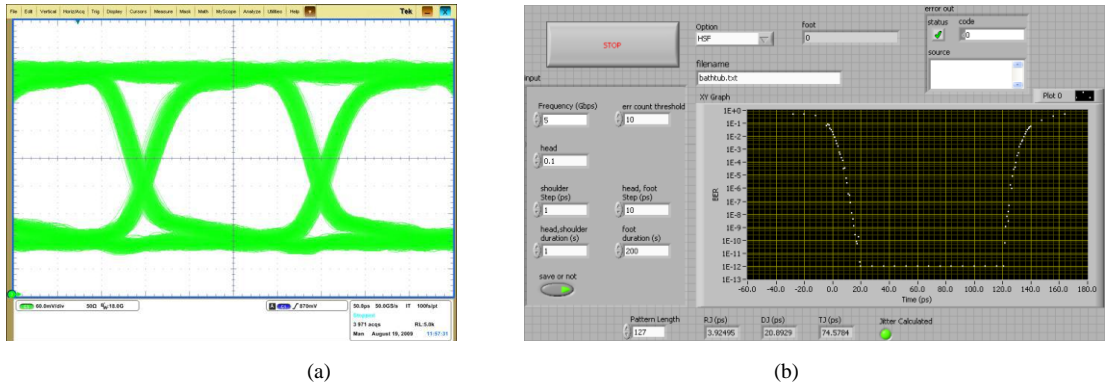 File Edit Vertical Horiz/Acq Trig Display Cursors Measure Mask Math MyScope Analyze Utilities Help Tek
60.0mV/div 50Ω 50.0ps 50.0GS/s IT 100fs/pt
Stopped
3 971 acqs RL:5.0k
Man August 10, 2009 11:57:31
(a)
STOP
Option
HSF
foot
0
error out
status code
0
source
filename
bathtub.txt
input
Frequency (Gbps)
5
err count threshold
10
head
0.1
shoulder
Step (ps)
1
head, foot
Step (ps)
10
head,shoulder
duration (s)
1
foot
duration (s)
200
save or not
XY Graph
Plot 0
BER
1E+0
1E-1
1E-2
1E-3
1E-4
1E-5
1E-6
1E-7
1E-8
1E-9
1E-10
1E-11
1E-12
1E-13
-60.0 -40.0 -20.0 0.0 20.0 40.0 60.0 80.0 100.0 120.0 140.0 160.0 180.0
Time (ps)
Pattern Length
127
RJ (ps)
3.92495
DJ (ps)
20.8929
TJ (ps)
74.5784
Jitter Calculated
(b)